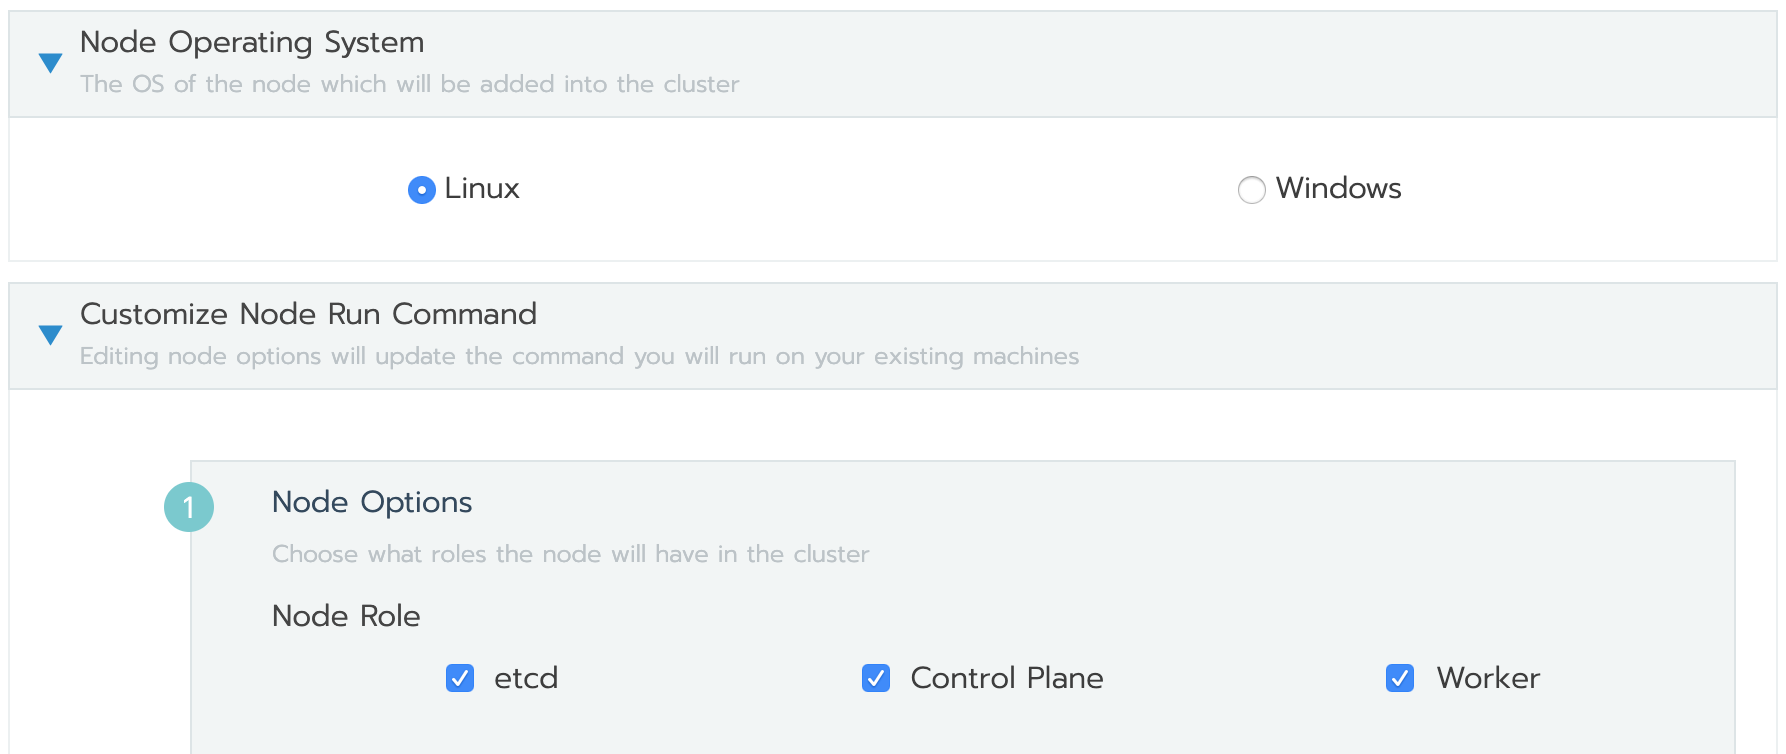 Node Operating System
The OS of the node which will be added into the cluster
Linux Windows
Customize Node Run Command
Editing node options will update the command you will run on your existing machines
1
Node Options
Choose what roles the node will have in the cluster
Node Role
etcd Control Plane Worker